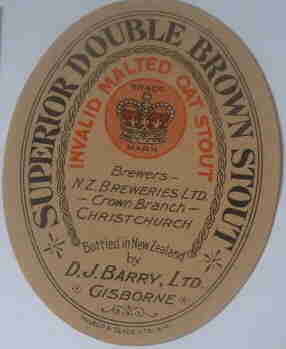 SUPERIOR DOUBLE BROWN STOUT
INVALID MALTED OAT STOUT
TRADE
MARK
Brewers-
N.Z. BREWERIES LTD.
-Crown Branch-
CHRISTCHURCH
Bottled in New Zealand
by
D.J. BARRY, LTD.
GISBORNE